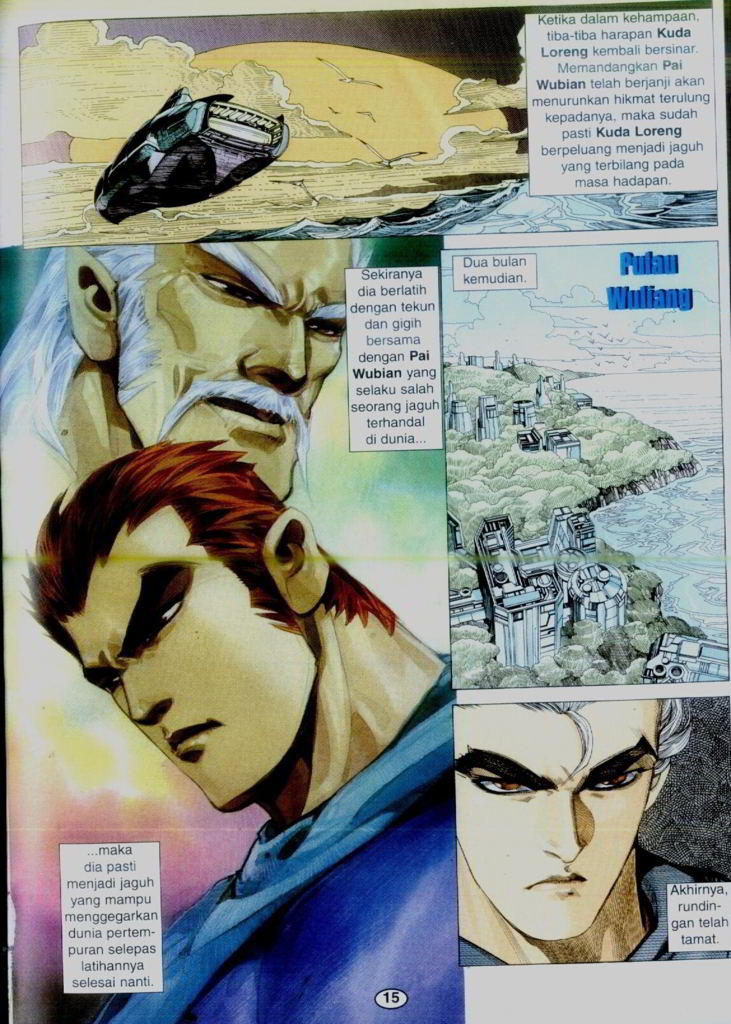 Ketika dalam kehampaan,
tiba-tiba harapan Kuda
Loreng kembali bersinar.
Memandangkan Pai
Wubian telah berjanji akan
menurunkan hikmat terulung
kepadanya, maka sudah
pasti Kuda Loreng
berpeluang menjadi jaguh
yang terbilang pada
masa hadapan.
Sekiranya
dia berlatih
dengan tekun
dan gigih
bersama
dengan Pai
Wubian yang
selaku salah
seorang jaguh
terhandal
di dunia...
...maka
dia pasti
menjadi jaguh
yang mampu
menggegarkan
dunia pertem-
puran selepas
latihannya
selesai nanti.
Dua bulan
kemudian.
Pulau
Wuliang
Akhirnya,
rundin-
gan telah
tamat.
15